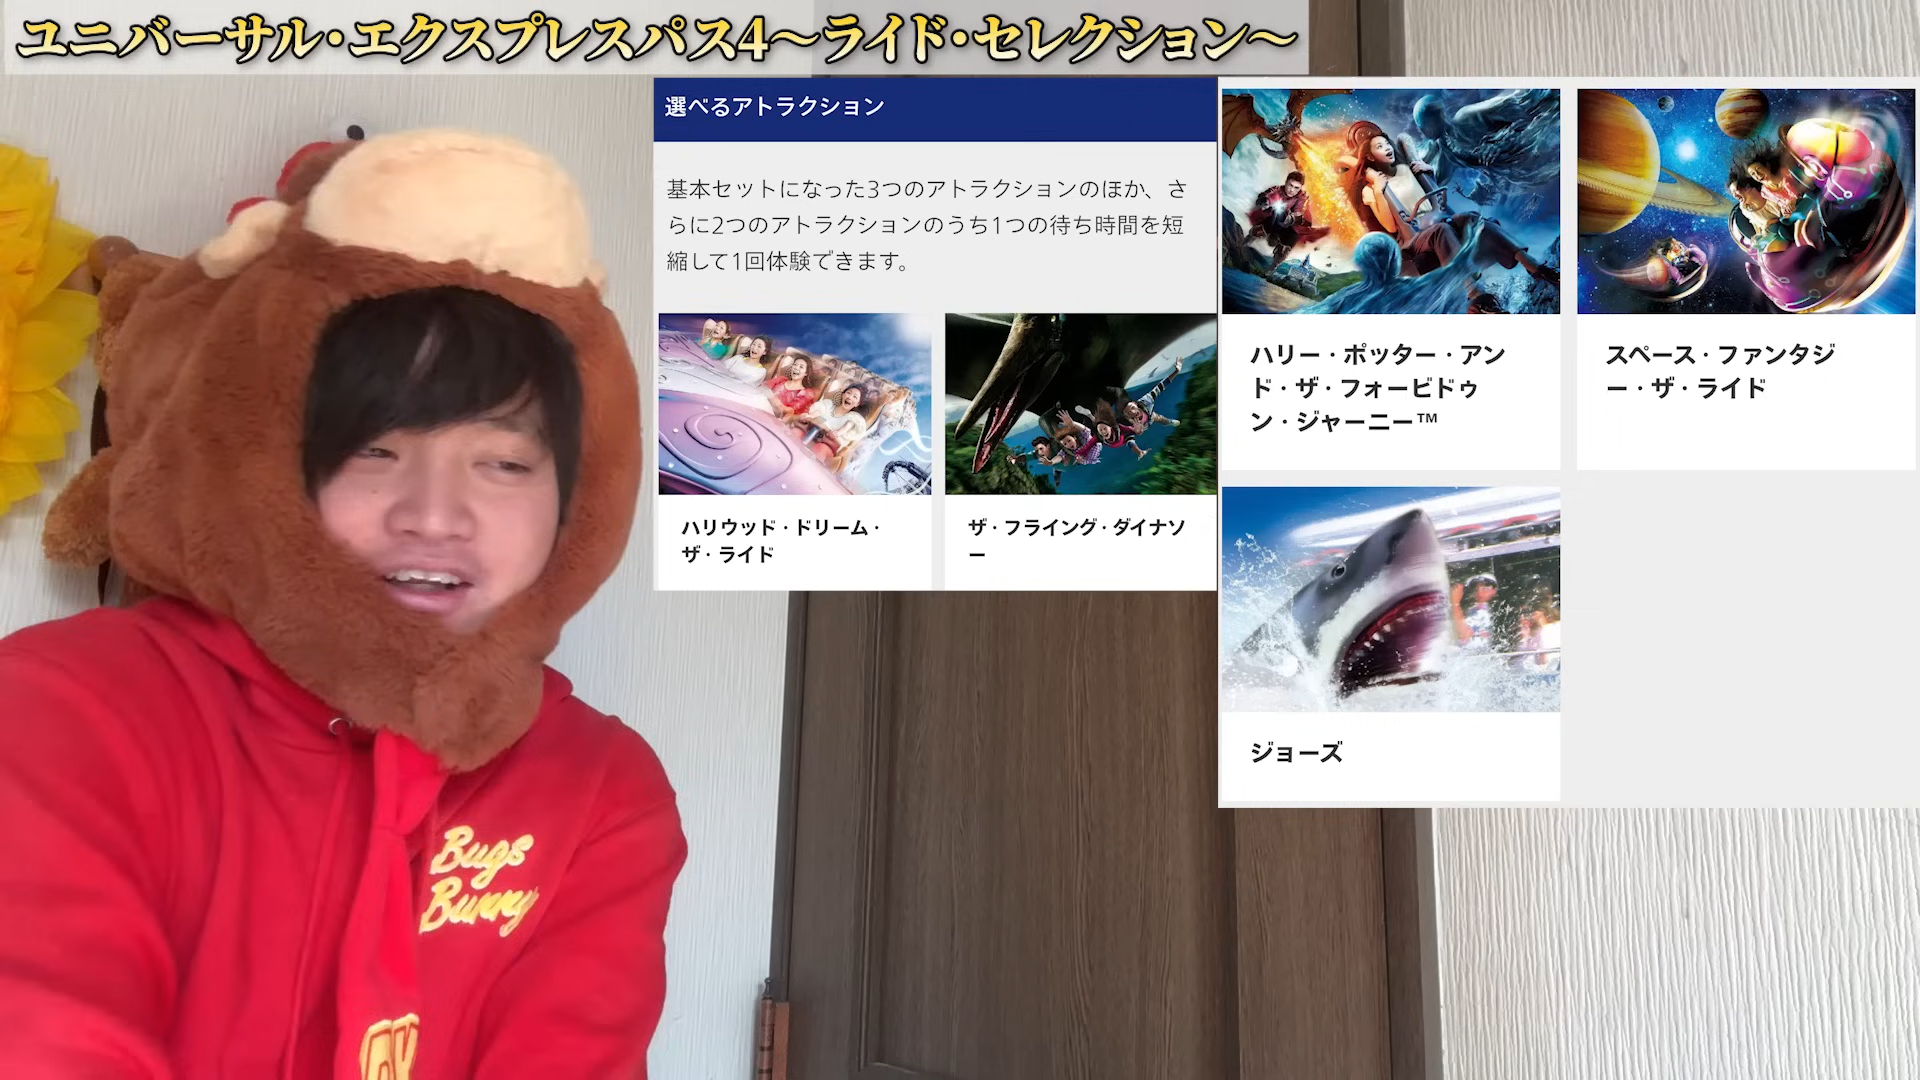 ユニバーサル・エクスプレスパス4〜ライド・セレクション〜
選べるアトラクション
基本セットになった3つのアトラクションのほか、さ
らに2つのアトラクションのうち1つの待ち時間を短
縮して1回体験できます。
ハリウッド・ドリーム・
ザ・ライド
ザ・フライング・ダイナソ
ー
ハリー・ポッター・アン
ド・ザ・フォービドゥ
ン・ジャーニー™
スペース・ファンタジ
ー・ザ・ライド
ジョーズ
Bugs
Bunny